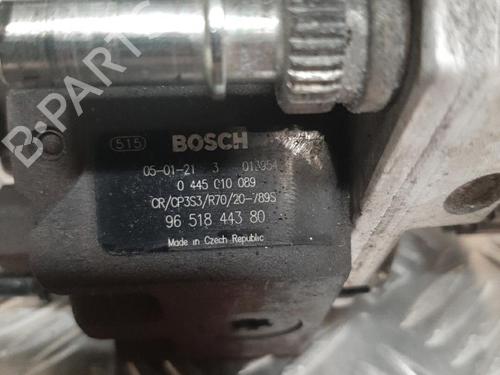 B-PARTS
515 BOSCH
05-01-21 3 013954
0 445 010 089
CR/CP3S3/R70/20-789S
96 518 443 80
Made in Czech Republic
B-PARTS